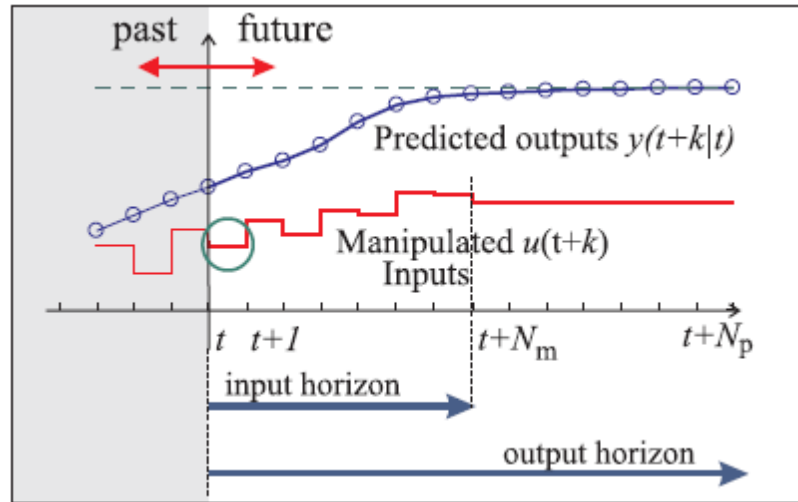 past future
Predicted outputs y(t+k|t)
Manipulated u(t+k)
Inputs
t t+1 t+Nm t+Np
input horizon
output horizon